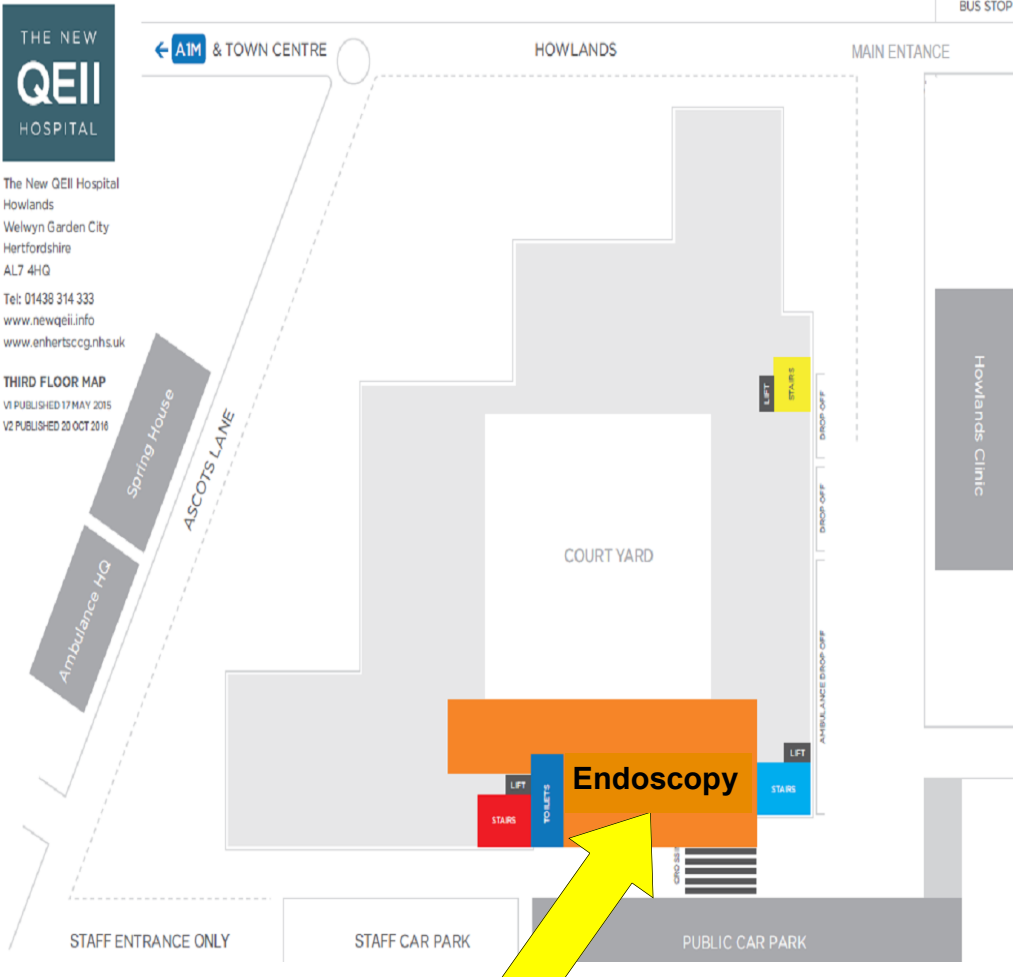 BUS STOP
THE NEW
QEII
HOSPITAL
A1M & TOWN CENTRE
HOWLANDS
MAIN ENTANCE
The New QEII Hospital
Howlands
Welwyn Garden City
Hertfordshire
AL7 4HQ
Tel: 01438 314 333
www.newqeii.info
www.enhertsccg.nhs.uk
THIRD FLOOR MAP
V1 PUBLISHED 17 MAY 2015
V2 PUBLISHED 20 OCT 2016
Spring House
ASCOTS LANE
Ambulance HQ
LIFT
STAIRS
DROP OFF
DROP OFF
Howlands Clinic
COURT YARD
AMBULANCE DROP OFF
LIFT
STAIRS
LIFT
STAIRS
TOILETS
Endoscopy
STAFF ENTRANCE ONLY
STAFF CAR PARK
PUBLIC CAR PARK